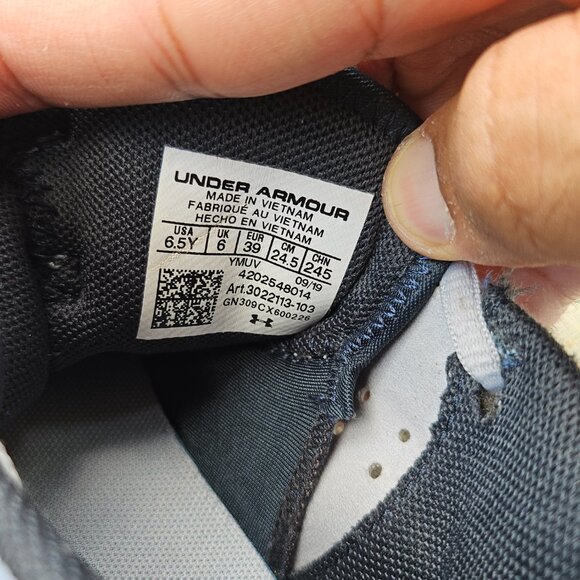 UNDER ARMOUR
MADE IN VIETNAM
FABRIQUÉ AU VIETNAM
HECHO EN VIETNAM
USA UK EUR CM CHN
6.5Y 6 39 24.5 245
YMUV 09/19
4202548014
Art.3022113-103
GN309CX600226